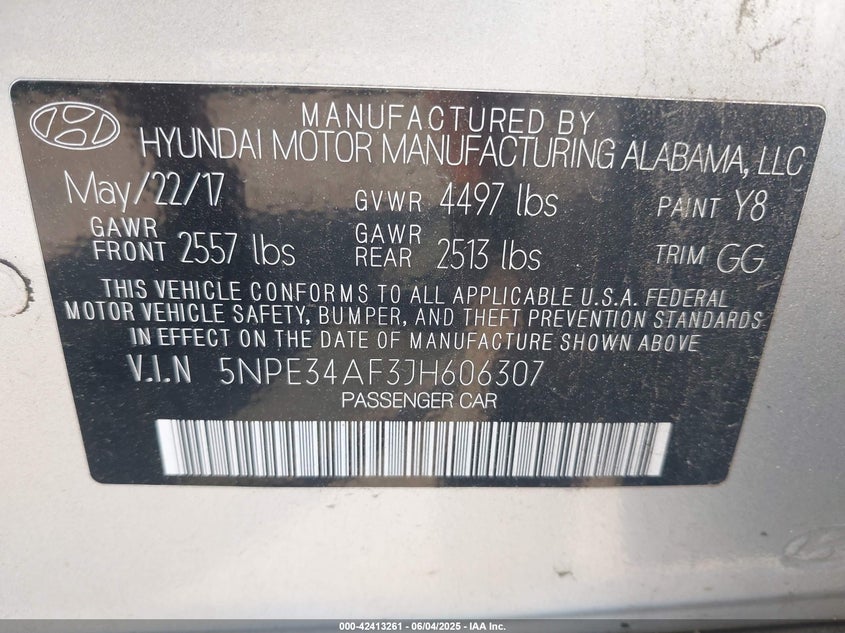 MANUFACTURED BY
HYUNDAI MOTOR MANUFACTURING ALABAMA, LLC
May/22/17 GVWR 4497 lbs PAINT Y8
GAWR FRONT 2557 lbs GAWR REAR 2513 lbs TRIM GG
THIS VEHICLE CONFORMS TO ALL APPLICABLE U.S.A. FEDERAL
MOTOR VEHICLE SAFETY, BUMPER, AND THEFT PREVENTION STANDARDS
IN EFFECT ON THE DATE OF MANUFACTURE SHOWN ABOVE
V.I.N 5NPE34AF3JH606307
PASSENGER CAR
000-42413261 - 06/04/2025 - IAA Inc.